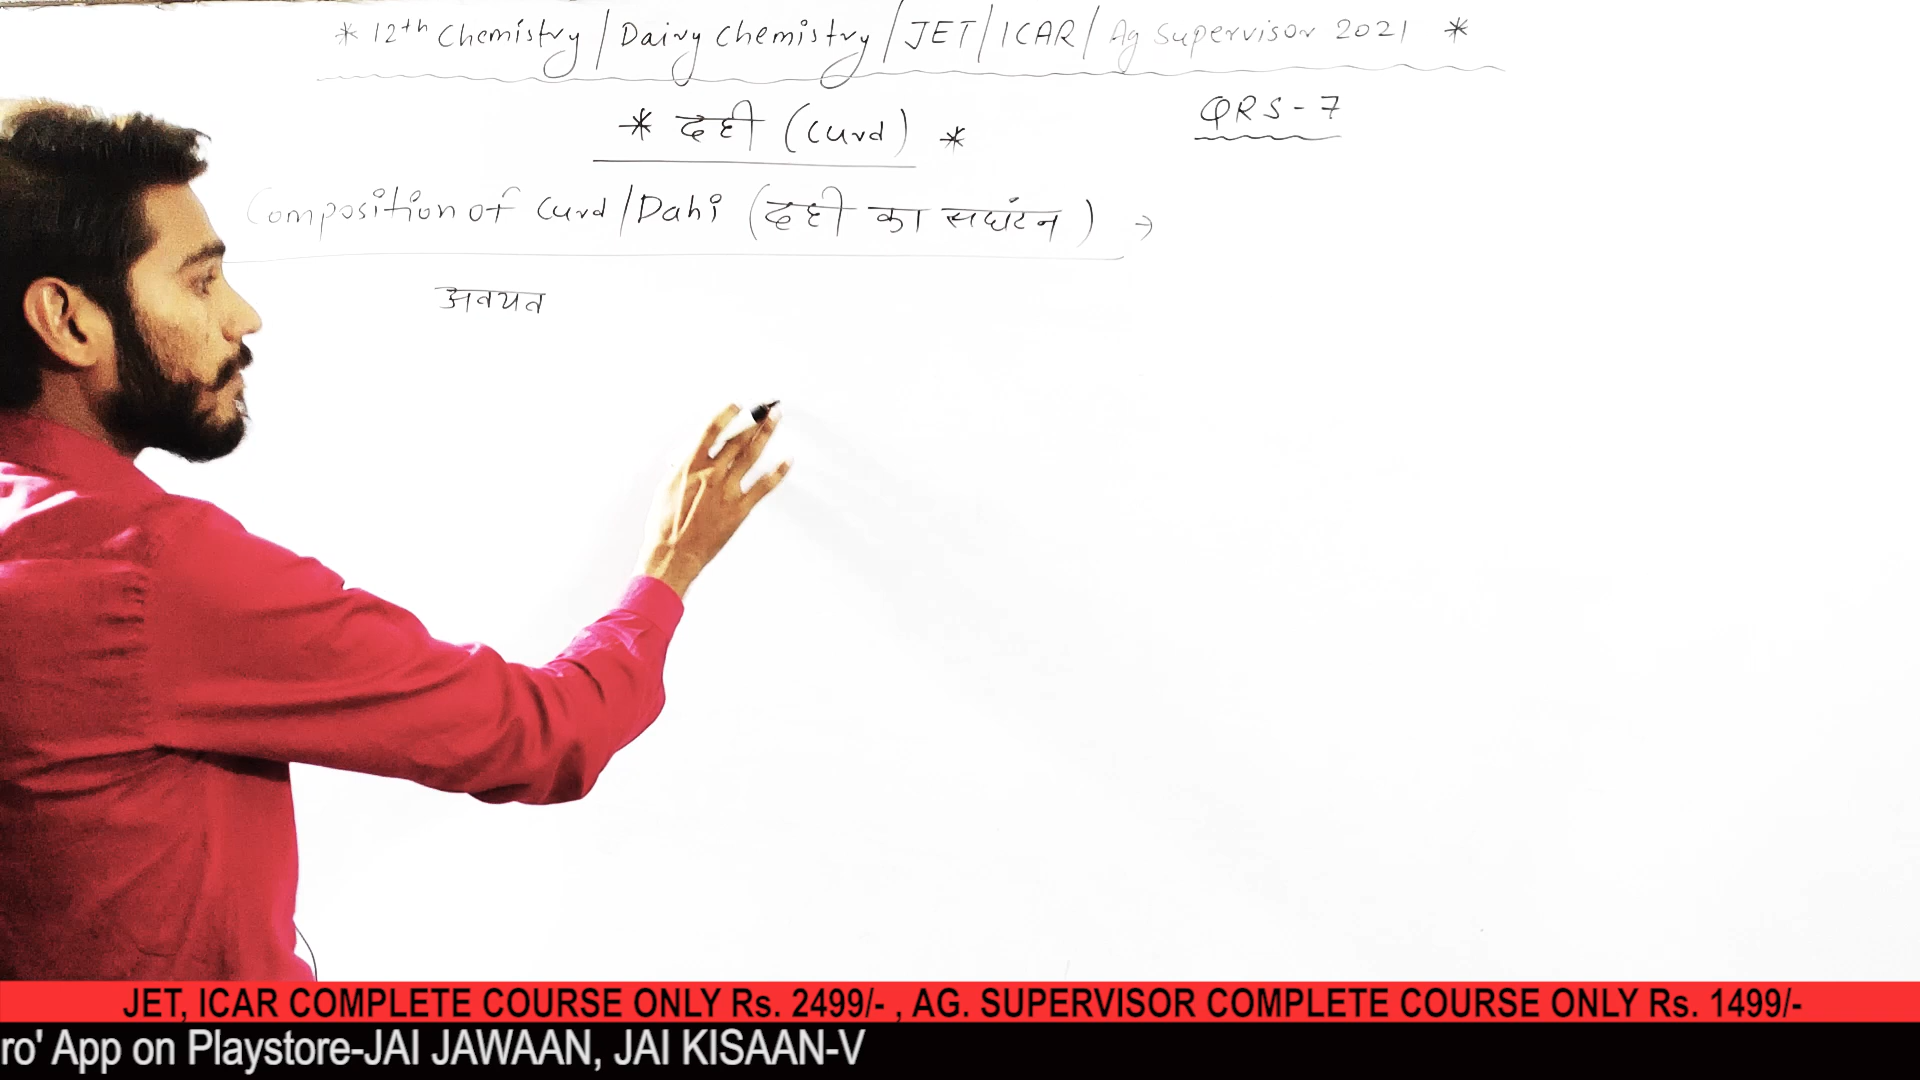 * 12th Chemistry / Dairy Chemistry / JET / ICAR / Ag Supervisor 2021 *
* दही (Curd) *
QRS-7
Composition of Curd / Dahi (दही का सघंटन) →
अवयव
JET, ICAR COMPLETE COURSE ONLY Rs. 2499/- , AG. SUPERVISOR COMPLETE COURSE ONLY Rs. 1499/-
ro' App on Playstore-JAI JAWAAN, JAI KISAAN-V